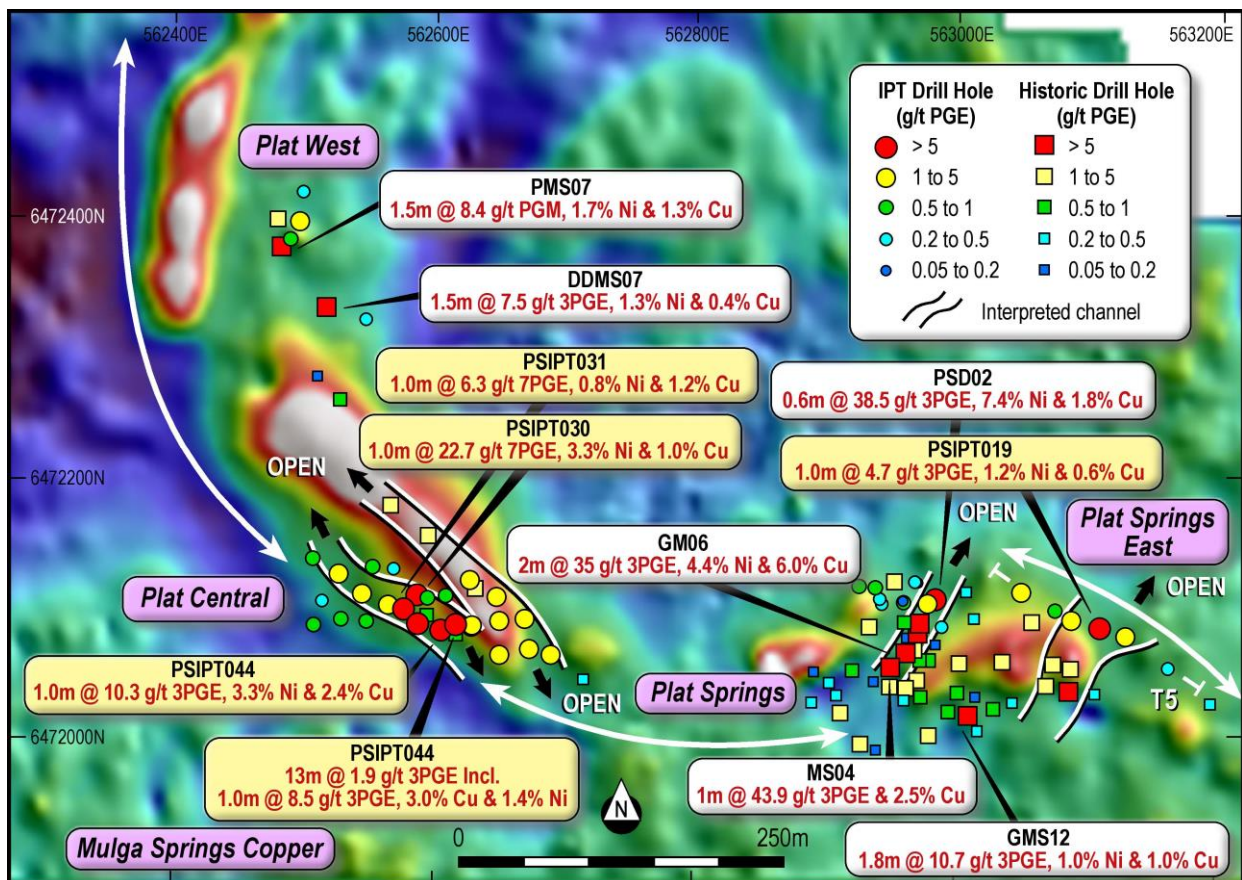 562400E
562600E
562800E
563000E
563200E
6472400N
6472200N
6472000N
IPT Drill Hole
(g/t PGE)
> 5
1 to 5
0.5 to 1
0.2 to 0.5
0.05 to 0.2
Historic Drill Hole
(g/t PGE)
> 5
1 to 5
0.5 to 1
0.2 to 0.5
0.05 to 0.2
Interpreted channel
Plat West
PMS07
1.5m @ 8.4 g/t PGM, 1.7% Ni & 1.3% Cu
DDMS07
1.5m @ 7.5 g/t 3PGE, 1.3% Ni & 0.4% Cu
PSIPT031
1.0m @ 6.3 g/t 7PGE, 0.8% Ni & 1.2% Cu
PSIPT030
1.0m @ 22.7 g/t 7PGE, 3.3% Ni & 1.0% Cu
PSD02
0.6m @ 38.5 g/t 3PGE, 7.4% Ni & 1.8% Cu
PSIPT019
1.0m @ 4.7 g/t 3PGE, 1.2% Ni & 0.6% Cu
OPEN
OPEN
Plat Springs
East
OPEN
GM06
2m @ 35 g/t 3PGE, 4.4% Ni & 6.0% Cu
Plat Central
PSIPT044
1.0m @ 10.3 g/t 3PGE, 3.3% Ni & 2.4% Cu
OPEN
Plat Springs
T5
PSIPT044
13m @ 1.9 g/t 3PGE Incl.
1.0m @ 8.5 g/t 3PGE, 3.0% Cu & 1.4% Ni
MS04
1m @ 43.9 g/t 3PGE & 2.5% Cu
GMS12
1.8m @ 10.7 g/t 3PGE, 1.0% Ni & 1.0% Cu
Mulga Springs Copper
N
0
250m